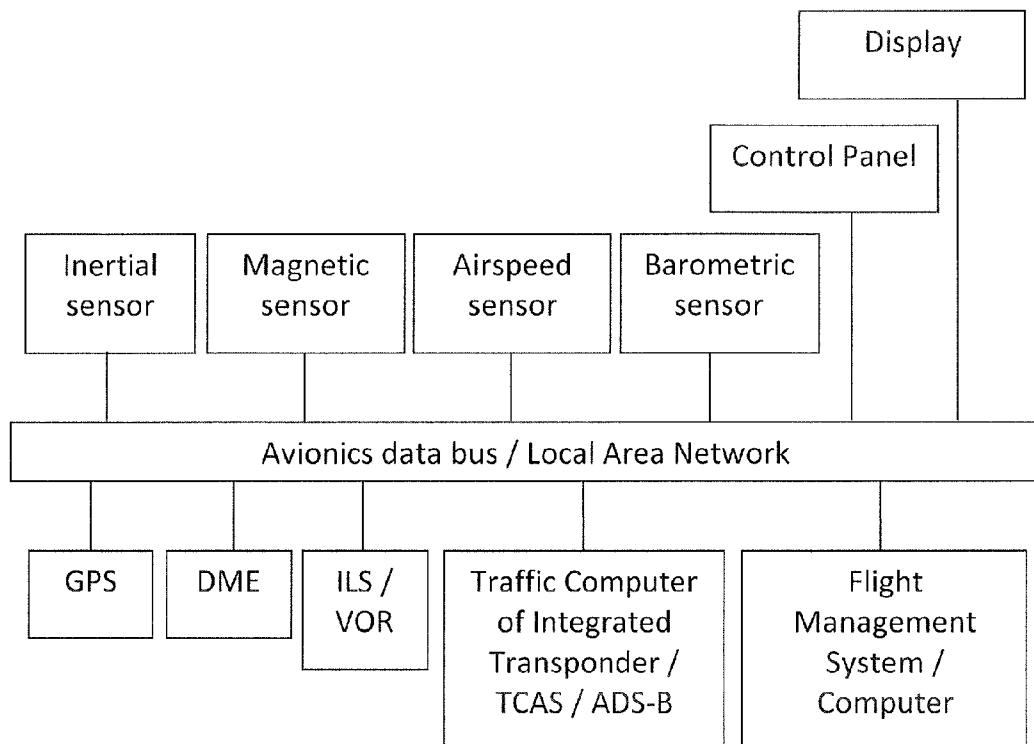 Display
Control Panel
Inertial
sensor
Magnetic
sensor
Airspeed
sensor
Barometric
sensor
Avionics data bus / Local Area Network
GPS
DME
ILS /
VOR
Traffic Computer
of Integrated
Transponder /
TCAS / ADS-B
Flight
Management
System /
Computer